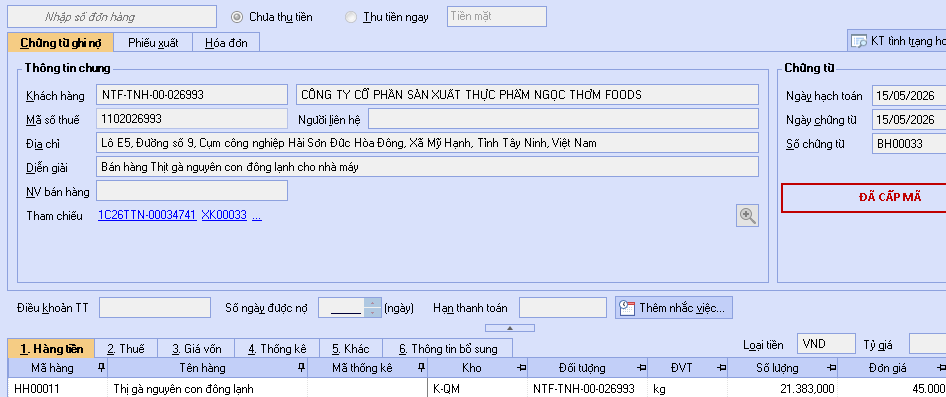 Nhập số đơn hàng
Chưa thu tiền
Thu tiền ngay
Tiền mặt
Chứng từ ghi nợ
Phiếu xuất
Hóa đơn
KT tình trạng
Thông tin chung
Khách hàng NTF-TNH-00-026993 CÔNG TY CỔ PHẦN SẢN XUẤT THỰC PHẨM NGỌC THƠM FOODS
Mã số thuế 1102026993 Người liên hệ
Địa chỉ Lô E5, Đường số 9, Cụm công nghiệp Hải Sơn Đức Hòa Đông, Xã Mỹ Hạnh, Tỉnh Tây Ninh, Việt Nam
Diễn giải Bán hàng Thịt gà nguyên con đông lạnh cho nhà máy
NV bán hàng
Tham chiếu 1C26TTN-00034741 XK00033 ...
Chứng từ
Ngày hạch toán 15/05/2026
Ngày chứng từ 15/05/2026
Số chứng từ BH00033
ĐÃ CẤP MÃ
Điều khoản TT Số ngày được nợ (ngày) Hạn thanh toán Thêm nhắc việc...
1. Hàng tiền 2. Thuế 3. Giá vốn 4. Thống kê 5. Khác 6. Thông tin bổ sung
Loại tiền VND Tỷ giá
Mã hàng Tên hàng Mã thống kê Kho Đối tượng ĐVT Số lượng Đơn giá
HH00011 Thị gà nguyên con đông lạnh K-QM NTF-TNH-00-026993 kg 21.383,000 45.000